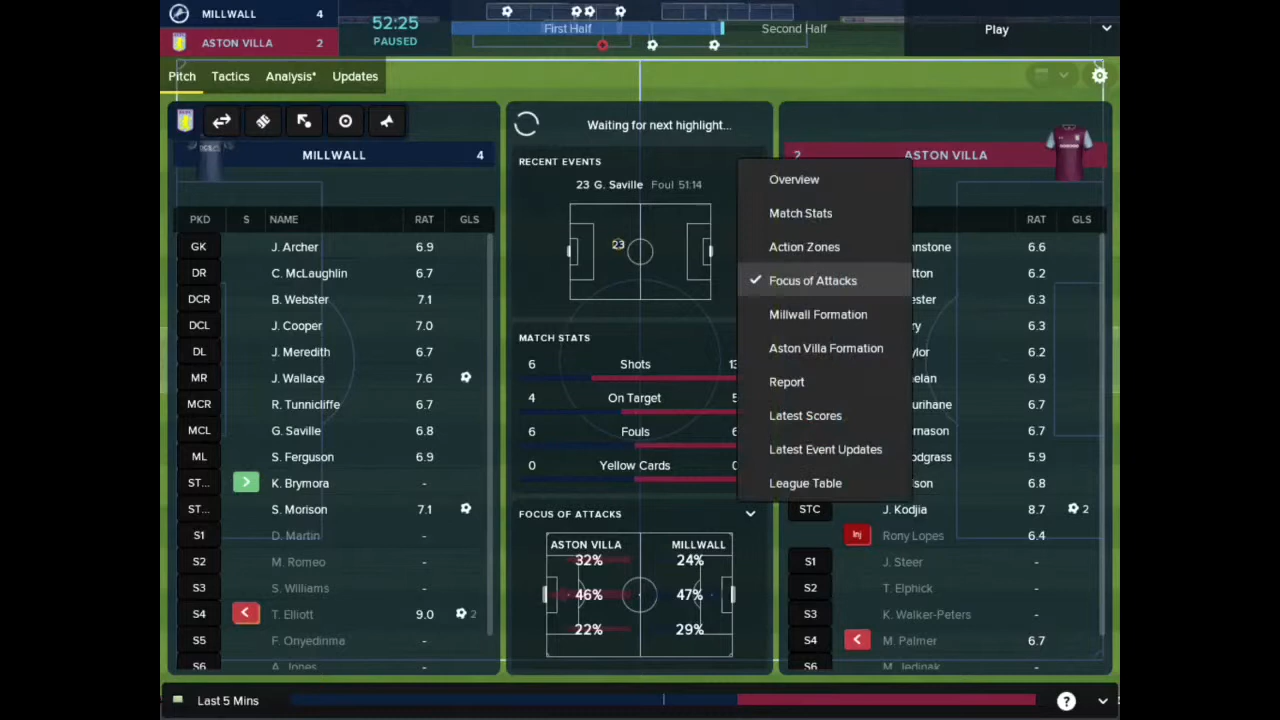 MILLWALL 4
ASTON VILLA 2
52:25
PAUSED
First Half
Second Half
Play
Pitch Tactics Analysis* Updates
MILLWALL 4
PKD S NAME RAT GLS
GK J. Archer 6.9
DR C. McLaughlin 6.7
DCR B. Webster 7.1
DCL J. Cooper 7.0
DL J. Meredith 6.7
MR J. Wallace 7.6
MCR R. Tunnicliffe 6.7
MCL G. Saville 6.8
ML S. Ferguson 6.9
ST... K. Brymora -
ST... S. Morison 7.1
S1 D. Martin -
S2 M. Romeo -
S3 S. Williams -
S4 T. Elliott 9.0 2
S5 F. Onyedinma -
S6 A. Jones -
Waiting for next highlight...
RECENT EVENTS
23 G. Saville Foul 51:14
23
MATCH STATS
6 Shots 13
4 On Target 5
6 Fouls 6
0 Yellow Cards 0
FOCUS OF ATTACKS
ASTON VILLA MILLWALL
32% 24%
46% 47%
22% 29%
Overview
Match Stats
Action Zones
Focus of Attacks
Millwall Formation
Aston Villa Formation
Report
Latest Scores
Latest Event Updates
League Table
2 ASTON VILLA
RAT GLS
nnstone 6.6
tton 6.2
ester 6.3
ry 6.3
ylor 6.2
elan 6.9
urihane 6.7
rnason 6.7
odgrass 5.9
son 6.8
STC J. Kodjia 8.7 2
Inj Rony Lopes 6.4
S1 J. Steer -
S2 T. Elphick -
S3 K. Walker-Peters -
S4 M. Palmer 6.7
S6 M. Jedinak -
Last 5 Mins
?